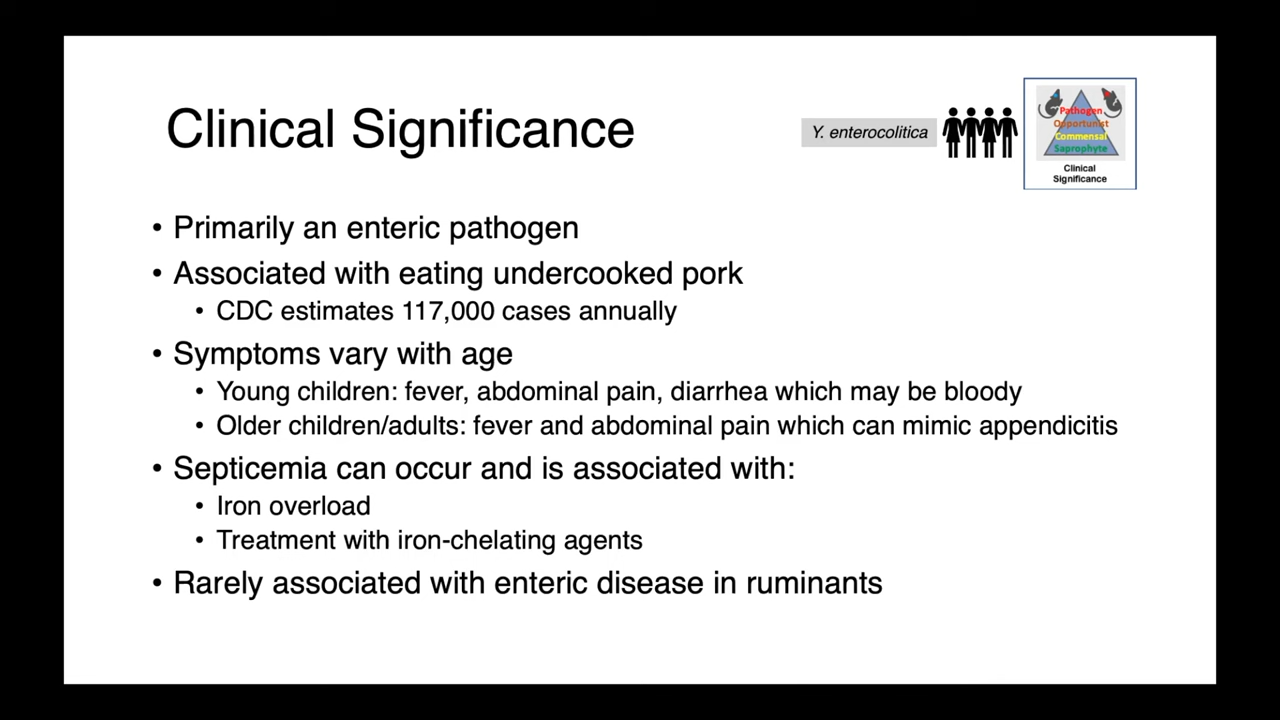 Clinical Significance
Y. enterocolitica
Pathogen
Opportunist
Commensal
Saprophyte
Clinical
Significance
• Primarily an enteric pathogen
• Associated with eating undercooked pork
• CDC estimates 117,000 cases annually
• Symptoms vary with age
• Young children: fever, abdominal pain, diarrhea which may be bloody
• Older children/adults: fever and abdominal pain which can mimic appendicitis
• Septicemia can occur and is associated with:
• Iron overload
• Treatment with iron-chelating agents
• Rarely associated with enteric disease in ruminants